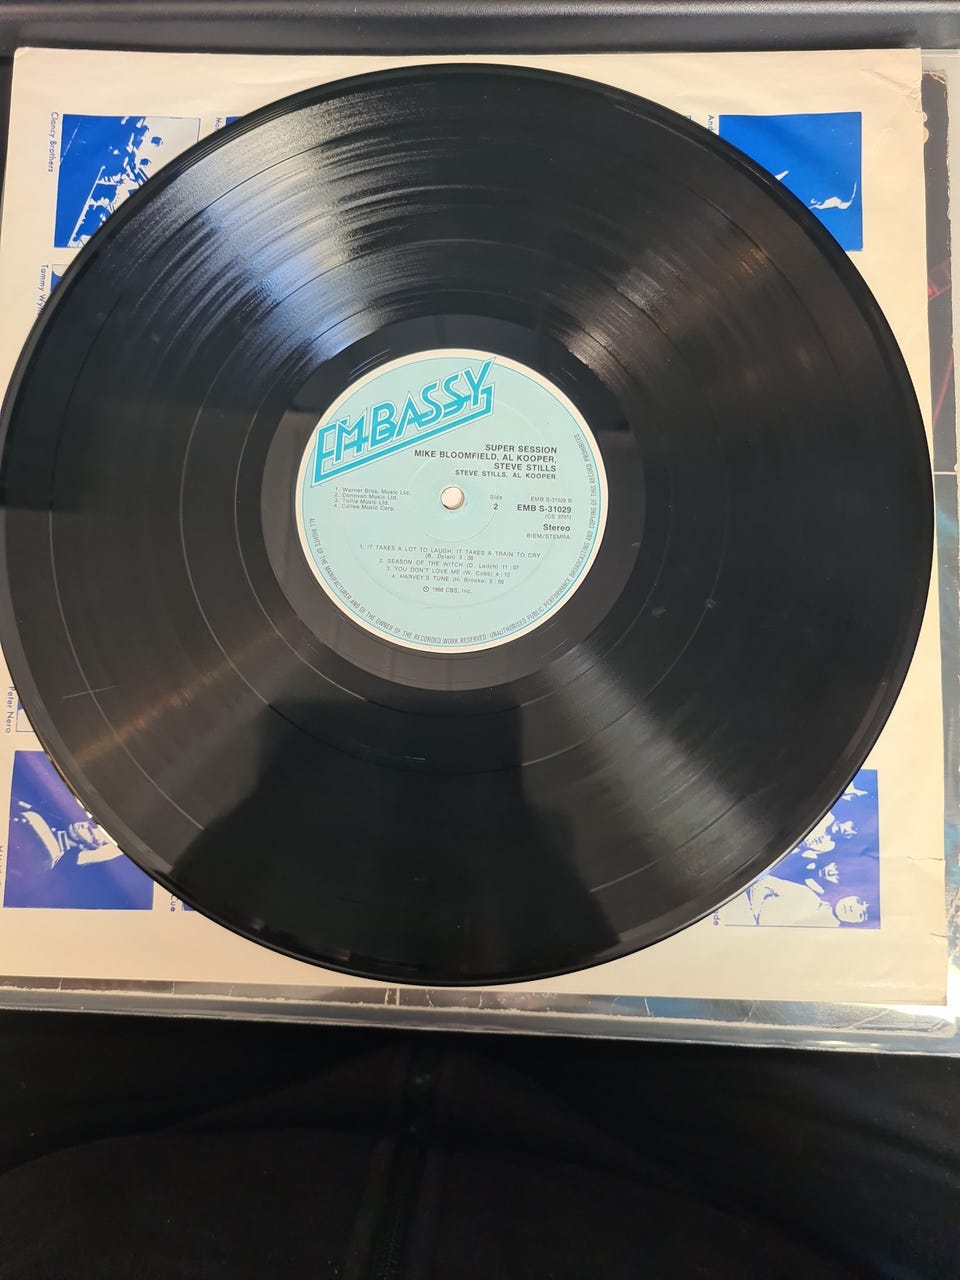 Clancy Brothers
EMBASSY
SUPER SESSION
MIKE BLOOMFIELD, AL KOOPER,
STEVE STILLS
STEVE STILLS, AL KOOPER
1. Warner Bros. Music Ltd.
2. Donovan Music Ltd.
3. Tollie Music Ltd.
4. Callee Music Corp.
Side
2
EMB S-31029 B
EMB S-31029
(CS 9701)
Stereo
BIEM/STEMRA
1. IT TAKES A LOT TO LAUGH, IT TAKES A TRAIN TO CRY
(B. Dylan) 3:30
2. SEASON OF THE WITCH (D. Leitch) 11:07
3. YOU DON'T LOVE ME (W. Cobb) 4:12
4. HARVEY'S TUNE (H. Brooks) 2:09
℗ 1968 CBS, Inc.
ALL RIGHTS OF THE MANUFACTURER AND OF THE OWNER OF THE RECORDED WORK RESERVED·UNAUTHORISED PUBLIC PERFORMANCE BROADCASTING AND COPYING OF THIS RECORD PROHIBITED
Tammy
Peter Nero